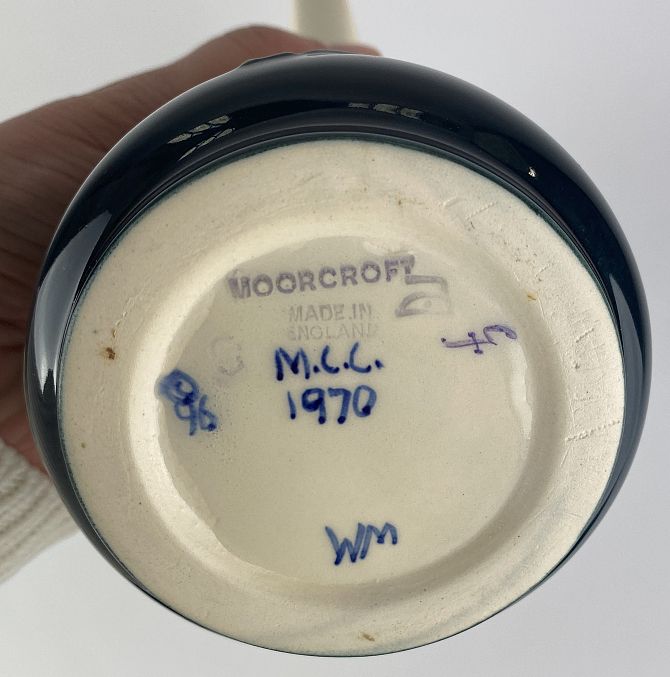 MOORCROFT
MADE IN
ENGLAND
M.C.C.
1970
WM